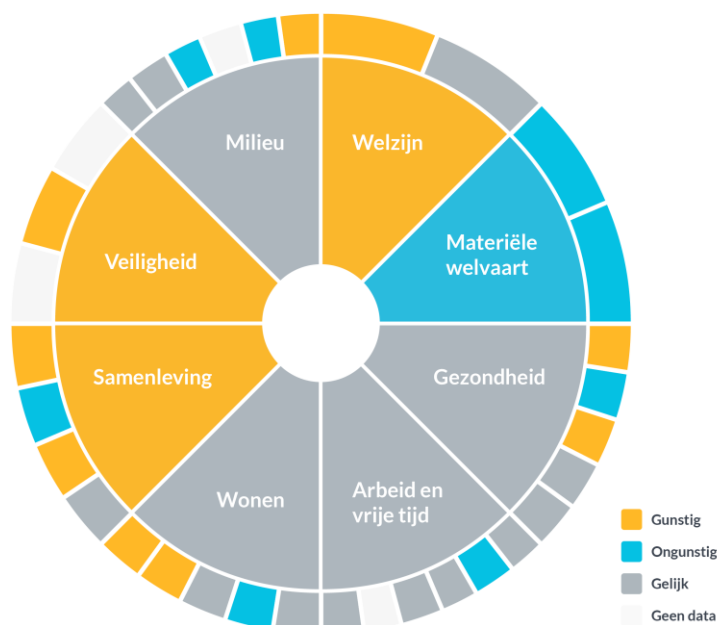 Milieu
Welzijn
Materiële
welvaart
Veiligheid
Samenleving
Gezondheid
Wonen
Arbeid en
vrije tijd
Gunstig
Ongunstig
Gelijk
Geen data